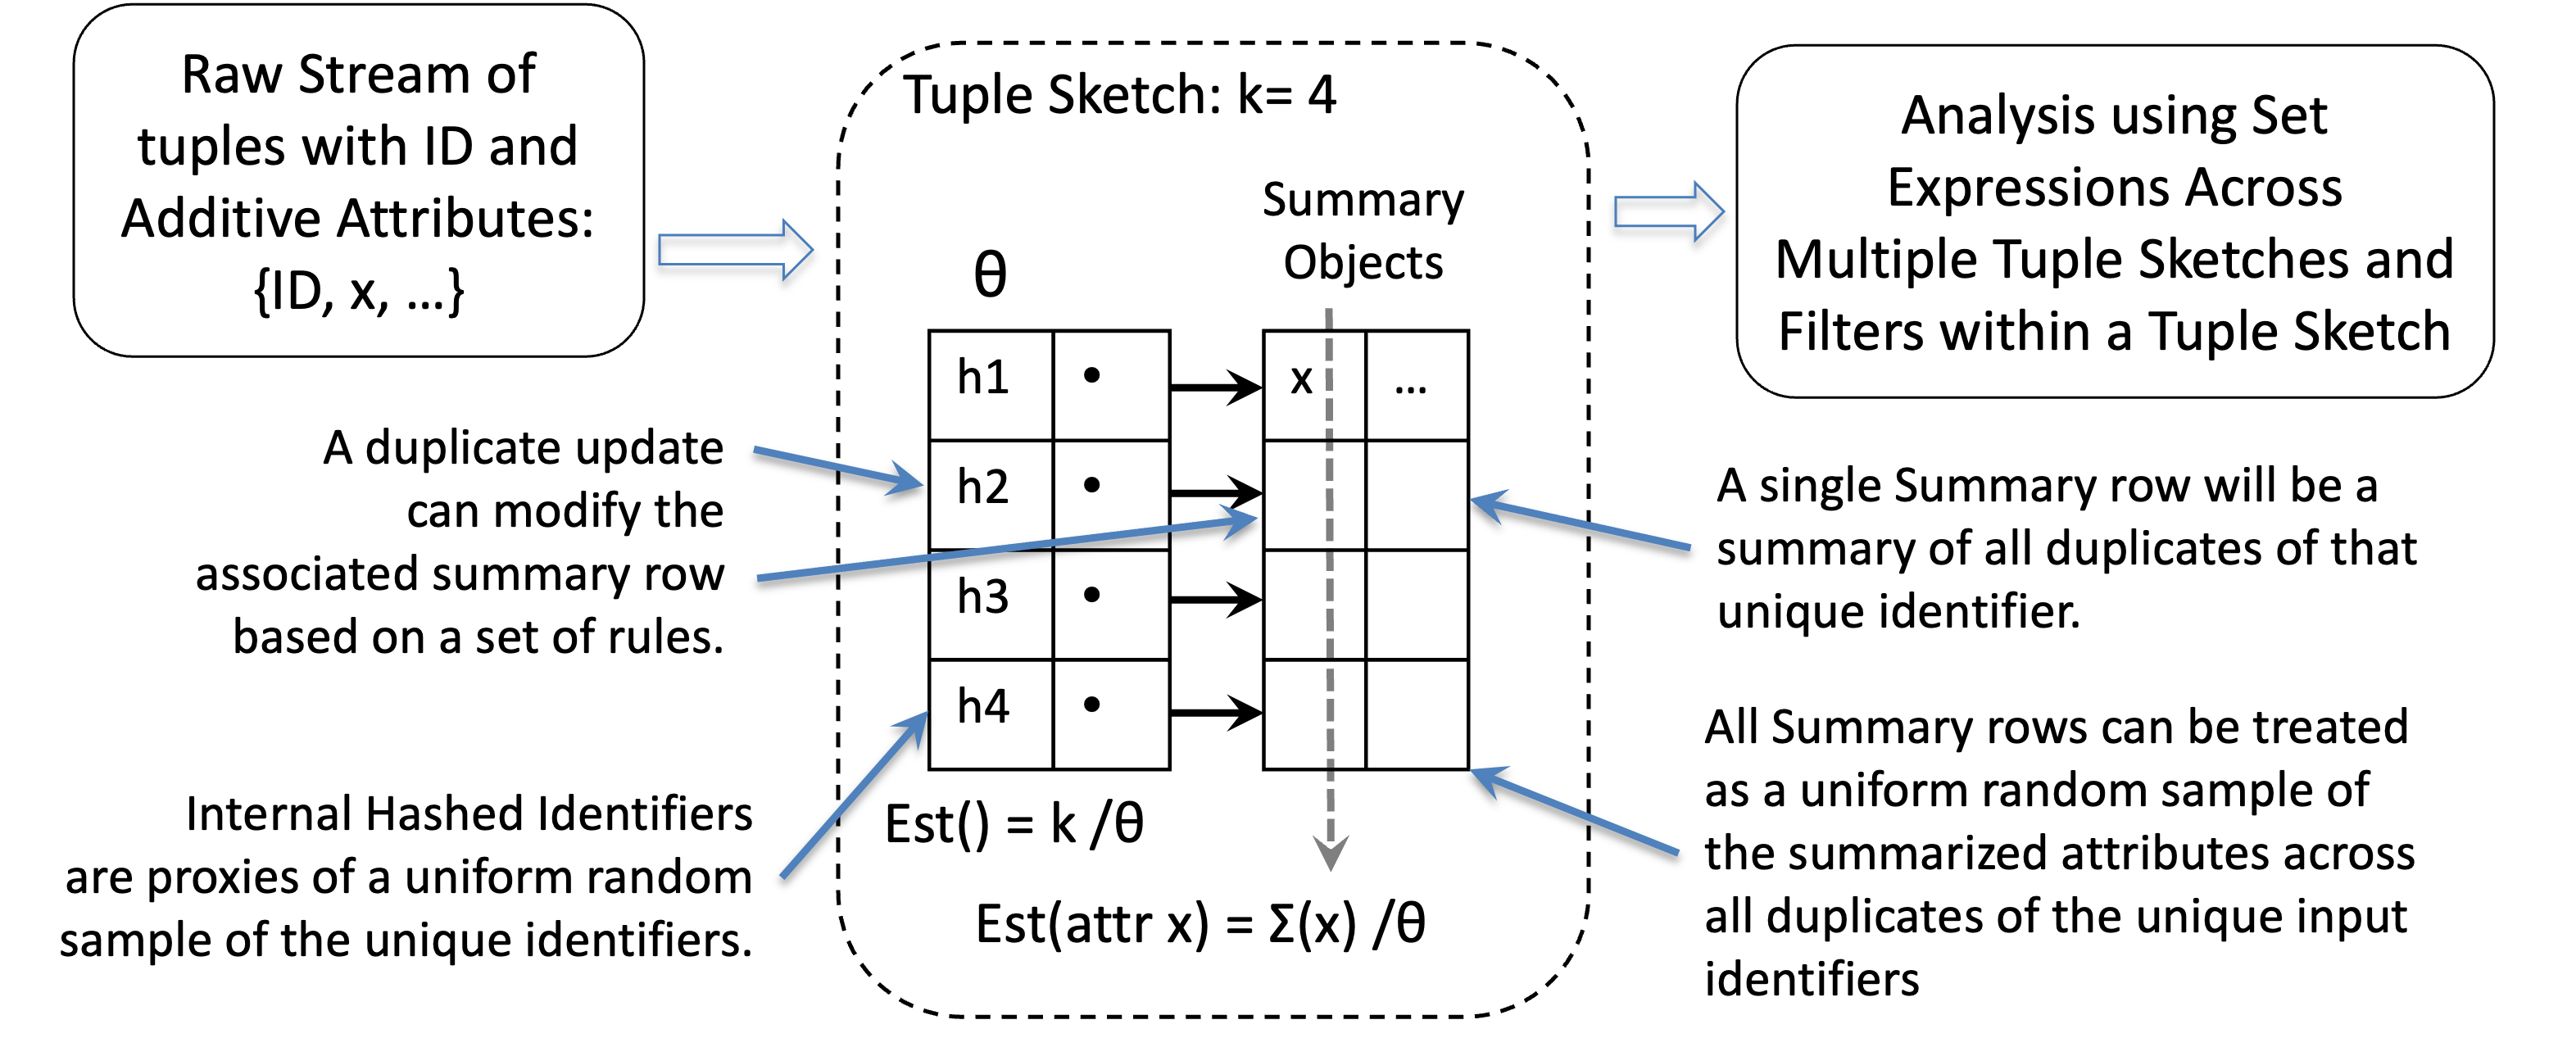 Raw Stream of
tuples with ID and
Additive Attributes:
{ID, x, ...}
Tuple Sketch: k= 4
Analysis using Set
Expressions Across
Multiple Tuple Sketches and
Filters within a Tuple Sketch
θ
Summary
Objects
h1 • x ...
h2 •
h3 •
h4 •
Est() = k /θ
Est(attr x) = Σ(x) /θ
A duplicate update
can modify the
associated summary row
based on a set of rules.
Internal Hashed Identifiers
are proxies of a uniform random
sample of the unique identifiers.
A single Summary row will be a
summary of all duplicates of that
unique identifier.
All Summary rows can be treated
as a uniform random sample of
the summarized attributes across
all duplicates of the unique input
identifiers